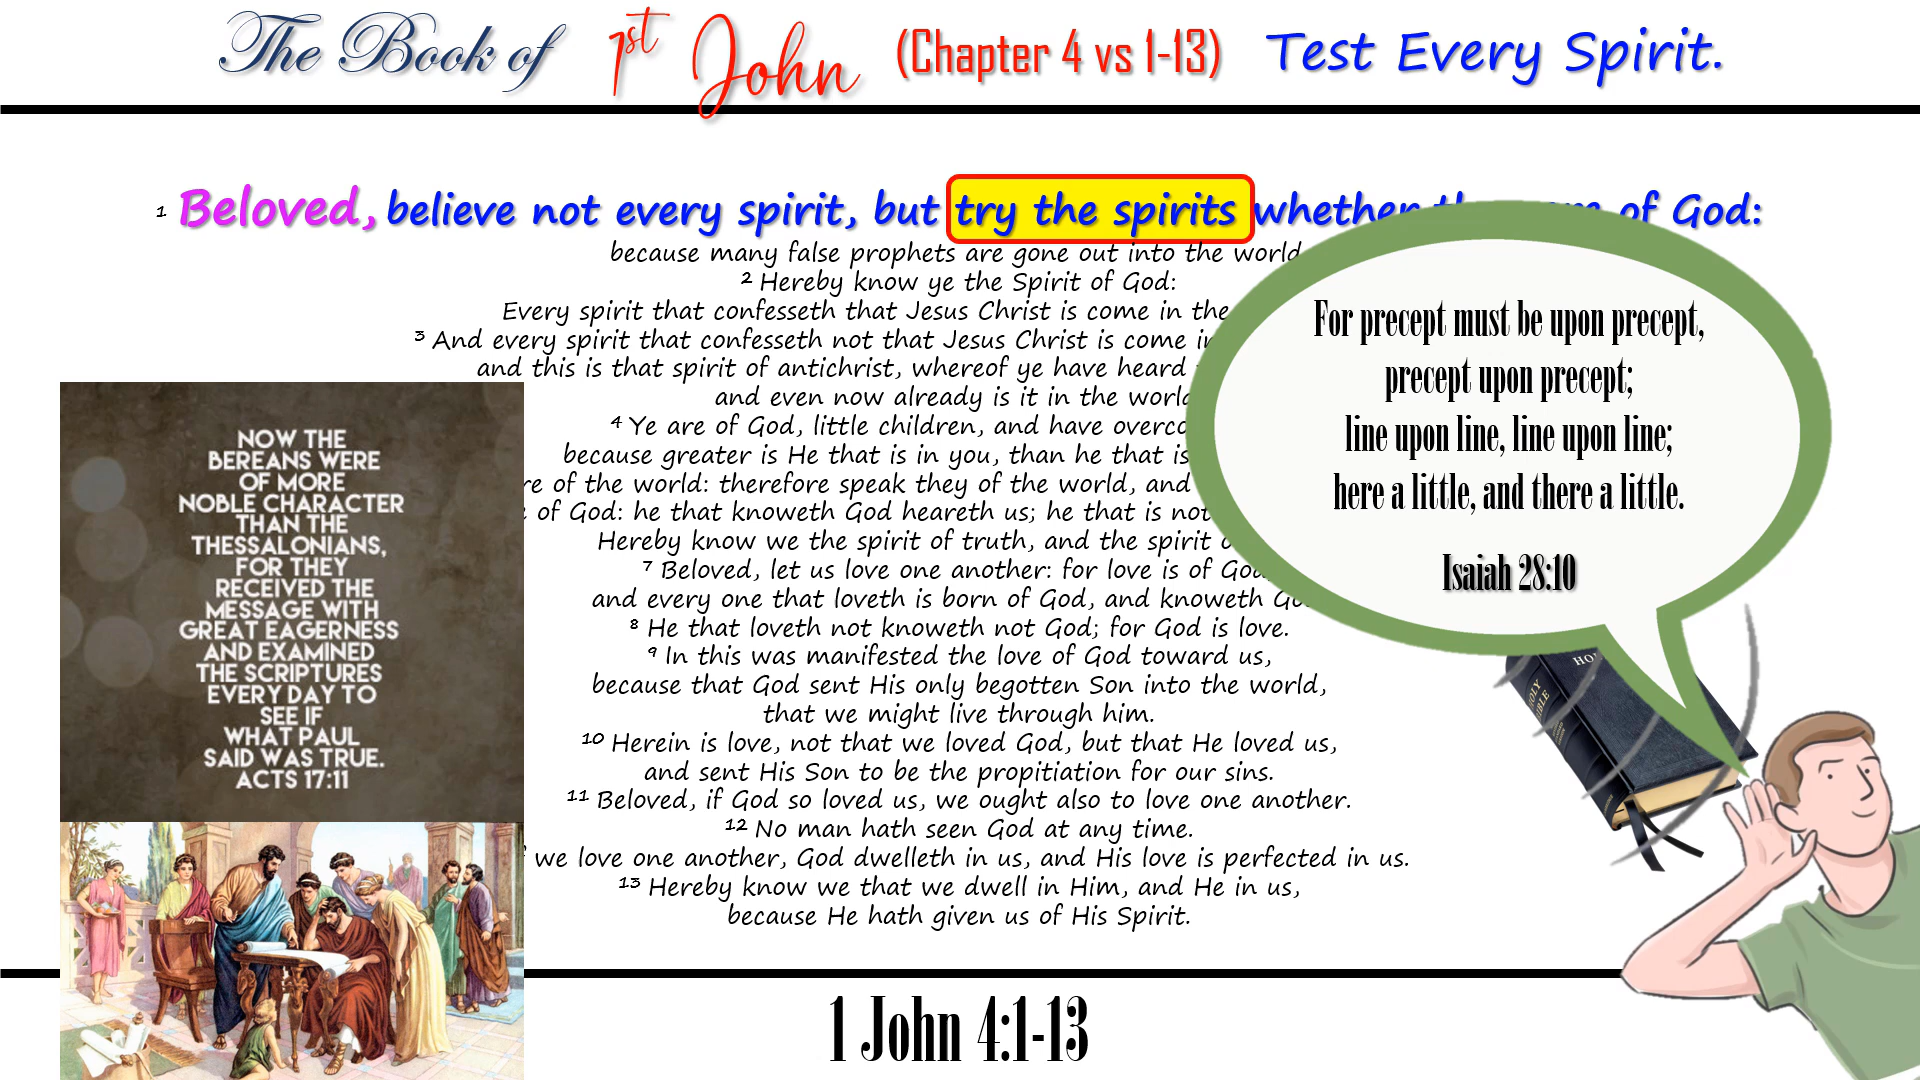 The Book of 1st John (Chapter 4 vs 1-13) Test Every Spirit.
1 Beloved, believe not every spirit, but try the spirits whether of God:
because many false prophets are gone out into the world
2 Hereby know ye the Spirit of God:
Every spirit that confesseth that Jesus Christ is come in the
3 And every spirit that confesseth not that Jesus Christ is come in
and this is that spirit of antichrist, whereof ye have heard
and even now already is it in the world
4 Ye are of God, little children, and have
because greater is He that is in you, than he that is
of the world: therefore speak they of the world, and
of God: he that knoweth God heareth us; he that is not
Hereby know we the spirit of truth, and the spirit
7 Beloved, let us love one another: for love is of God
and every one that loveth is born of God, and knoweth
8 He that loveth not knoweth not God; for God is love.
9 In this was manifested the love of God toward us,
because that God sent His only begotten Son into the world,
that we might live through him.
10 Herein is love, not that we loved God, but that He loved us,
and sent His Son to be the propitiation for our sins.
11 Beloved, if God so loved us, we ought also to love one another.
12 No man hath seen God at any time.
we love one another, God dwelleth in us, and His love is perfected in us.
13 Hereby know we that we dwell in Him, and He in us,
because He hath given us of His Spirit.
NOW THE
BEREANS WERE
OF MORE
NOBLE CHARACTER
THAN THE
THESSALONIANS,
FOR THEY
RECEIVED THE
MESSAGE WITH
GREAT EAGERNESS
AND EXAMINED
THE SCRIPTURES
EVERY DAY TO
SEE IF
WHAT PAUL
SAID WAS TRUE.
ACTS 17:11
For precept must be upon precept,
precept upon precept;
line upon line, line upon line;
here a little, and there a little.
Isaiah 28:10
HOLY
BIBLE
1 John 4:1-13